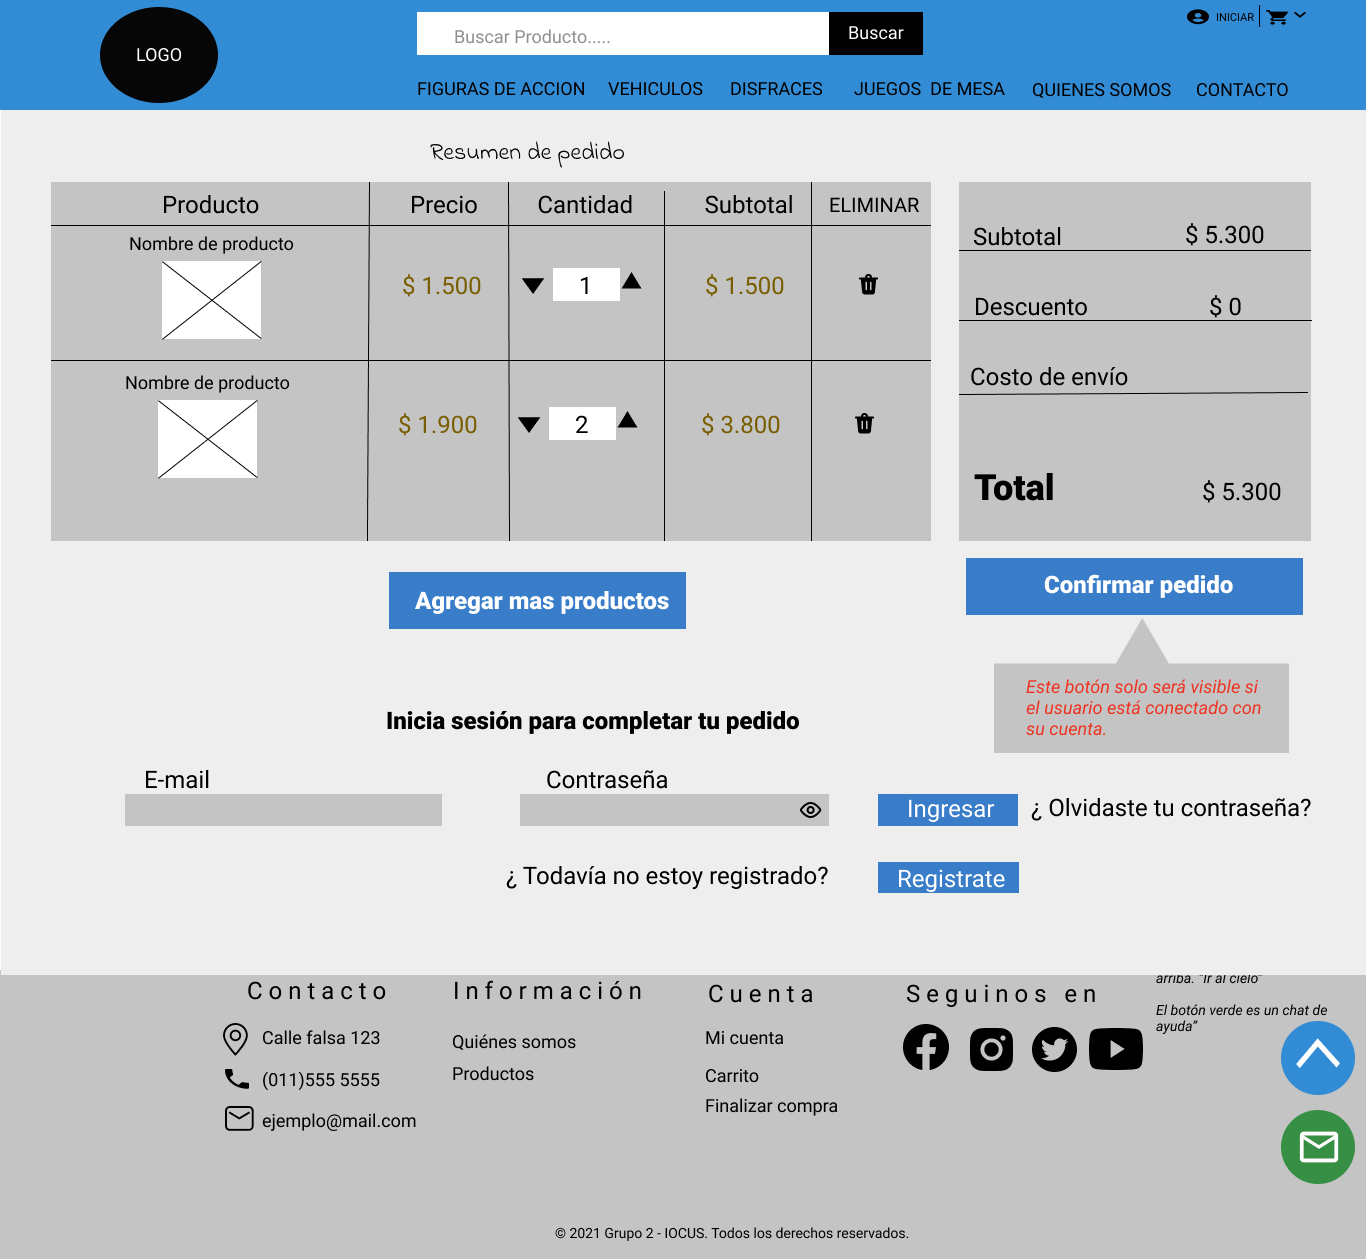 LOGO
Buscar Producto.....
Buscar
INICIAR
FIGURAS DE ACCION VEHICULOS DISFRACES JUEGOS DE MESA QUIENES SOMOS CONTACTO
Resumen de pedido
Producto Precio Cantidad Subtotal ELIMINAR
Nombre de producto
$ 1.500 1 $ 1.500
Nombre de producto
$ 1.900 2 $ 3.800
Subtotal $ 5.300
Descuento $ 0
Costo de envío
Total $ 5.300
Agregar mas productos
Confirmar pedido
Este botón solo será visible si
el usuario está conectado con
su cuenta.
Inicia sesión para completar tu pedido
E-mail
Contraseña
Ingresar
¿ Olvidaste tu contraseña?
¿ Todavía no estoy registrado?
Registrate
Contacto
Calle falsa 123
(011)555 5555
ejemplo@mail.com
Información
Quiénes somos
Productos
Cuenta
Mi cuenta
Carrito
Finalizar compra
Seguinos en
arriba. "Ir al cielo"
El botón verde es un chat de
ayuda"
© 2021 Grupo 2 - IOCUS. Todos los derechos reservados.